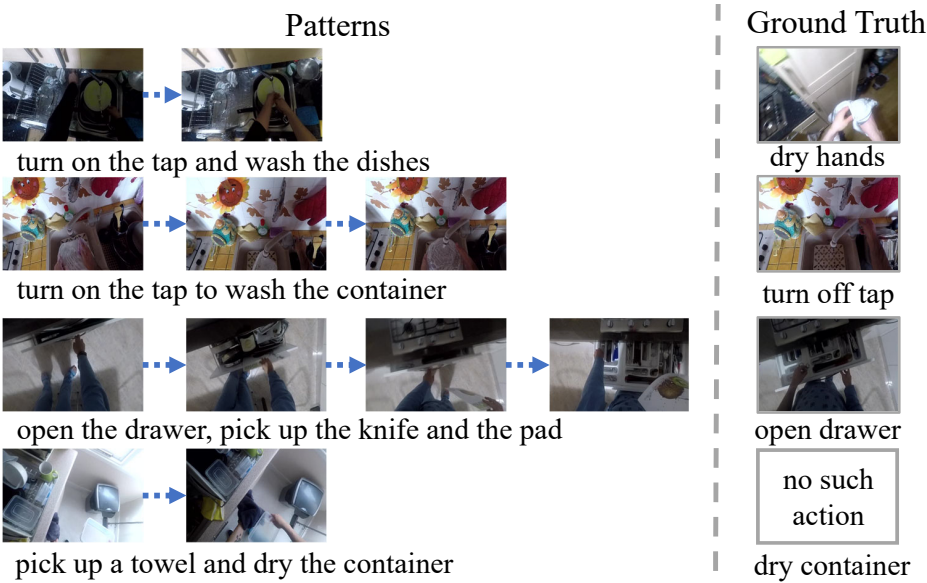 Patterns
Ground Truth
turn on the tap and wash the dishes
dry hands
turn on the tap to wash the container
turn off tap
open the drawer, pick up the knife and the pad
open drawer
no such
action
pick up a towel and dry the container
dry container